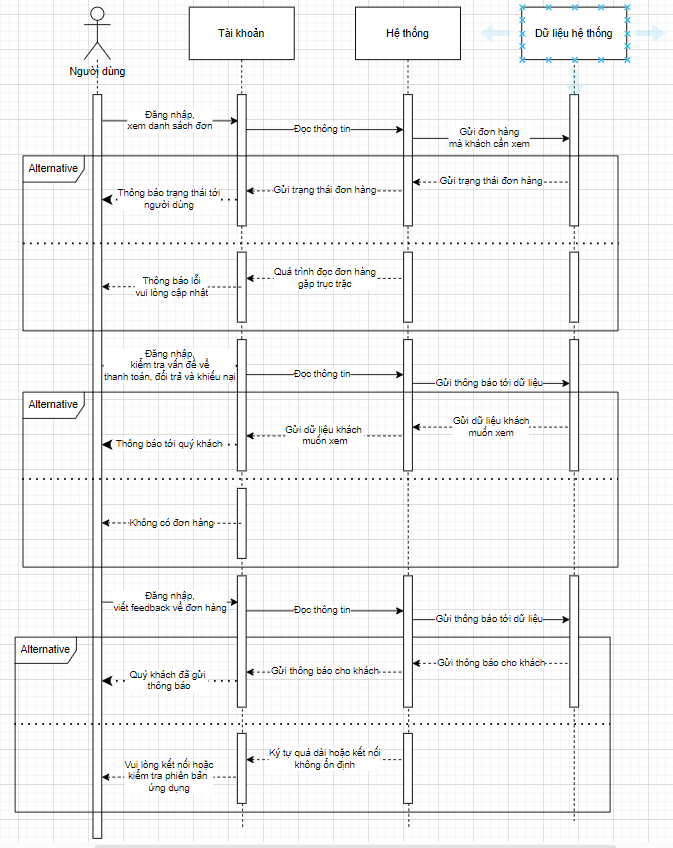 Người dùng
Tài khoản
Hệ thống
Dữ liệu hệ thống
Đăng nhập,
xem danh sách đơn
Đọc thông tin
Gửi đơn hàng
mà khách cần xem
Alternative
Gửi trạng thái đơn hàng
Gửi trạng thái đơn hàng
Thông báo trạng thái tới
người dùng
Quá trình đọc đơn hàng
gặp trục trặc
Thông báo lỗi
vui lòng cập nhật
Đăng nhập,
kiểm tra vấn đề về
thanh toán, đổi trả và khiếu nại
Đọc thông tin
Gửi thông báo tới dữ liệu
Alternative
Gửi dữ liệu khách
muốn xem
Gửi dữ liệu khách
muốn xem
Thông báo tới quý khách
Không có đơn hàng
Đăng nhập,
viết feedback về đơn hàng
Đọc thông tin
Gửi thông báo tới dữ liệu
Alternative
Gửi thông báo cho khách
Gửi thông báo cho khách
Quý khách đã gửi
thông báo
Ký tự quá dài hoặc kết nối
không ổn định
Vui lòng kết nối hoặc
kiểm tra phiên bản
ứng dụng